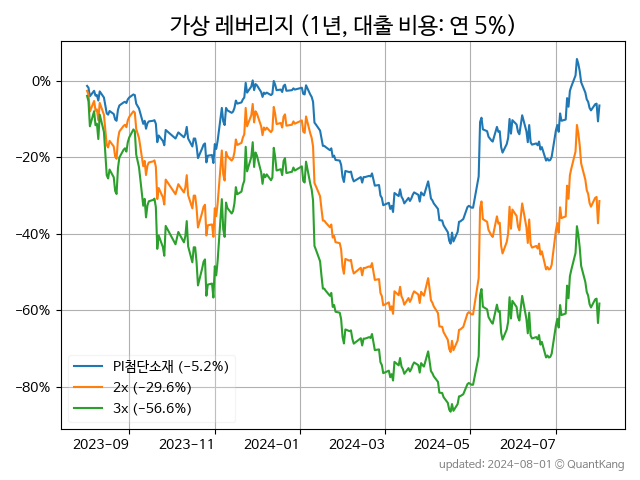 가상 레버리지 (1년, 대출 비용: 연 5%)
0%
−20%
−40%
−60%
−80%
PI첨단소재 (−5.2%)
2x (−29.6%)
3x (−56.6%)
2023-09 2023-11 2024-01 2024-03 2024-05 2024-07
updated: 2024-08-01 © QuantKang